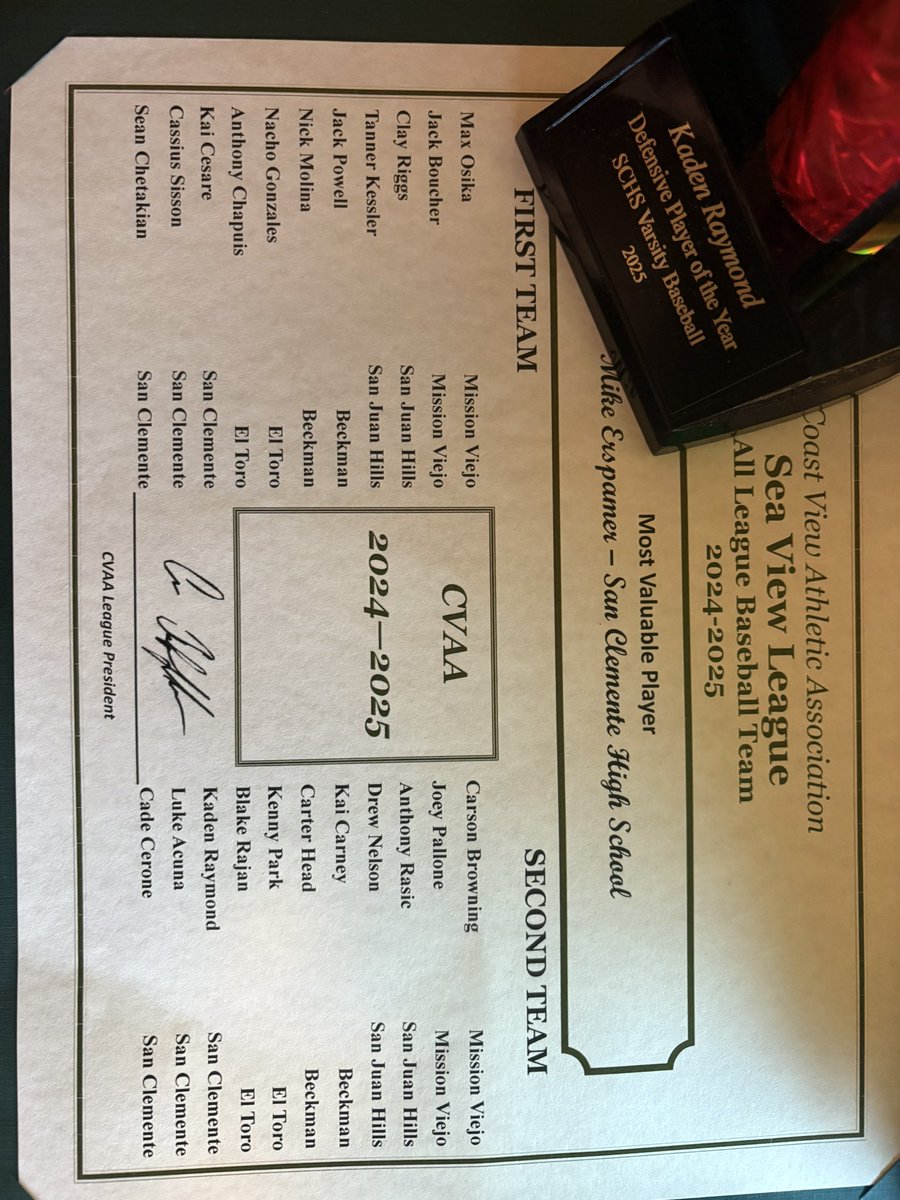 Kaden Raymond
Defensive Player of the Year
SCHS Varsity Baseball
2025
Coast View Athletic Association
Sea View League
All League Baseball Team
2024-2025
Most Valuable Player
Mike Erspamer – San Clemente High School
FIRST TEAM
Max Osika Mission Viejo
Jack Boucher Mission Viejo
Clay Riggs San Juan Hills
Tanner Kessler San Juan Hills
Jack Powell Beckman
Nick Molina Beckman
Nacho Gonzales El Toro
Anthony Chapuis El Toro
Kai Cesare San Clemente
Cassius Sisson San Clemente
Sean Chetakian San Clemente
CVAA
2024—2025
CVAA League President
SECOND TEAM
Carson Browning Mission Viejo
Joey Pallone Mission Viejo
Anthony Rasic San Juan Hills
Drew Nelson San Juan Hills
Kai Carney Beckman
Carter Head Beckman
Kenny Park El Toro
Blake Rajan El Toro
Kaden Raymond San Clemente
Luke Acuna San Clemente
Cade Cerone San Clemente